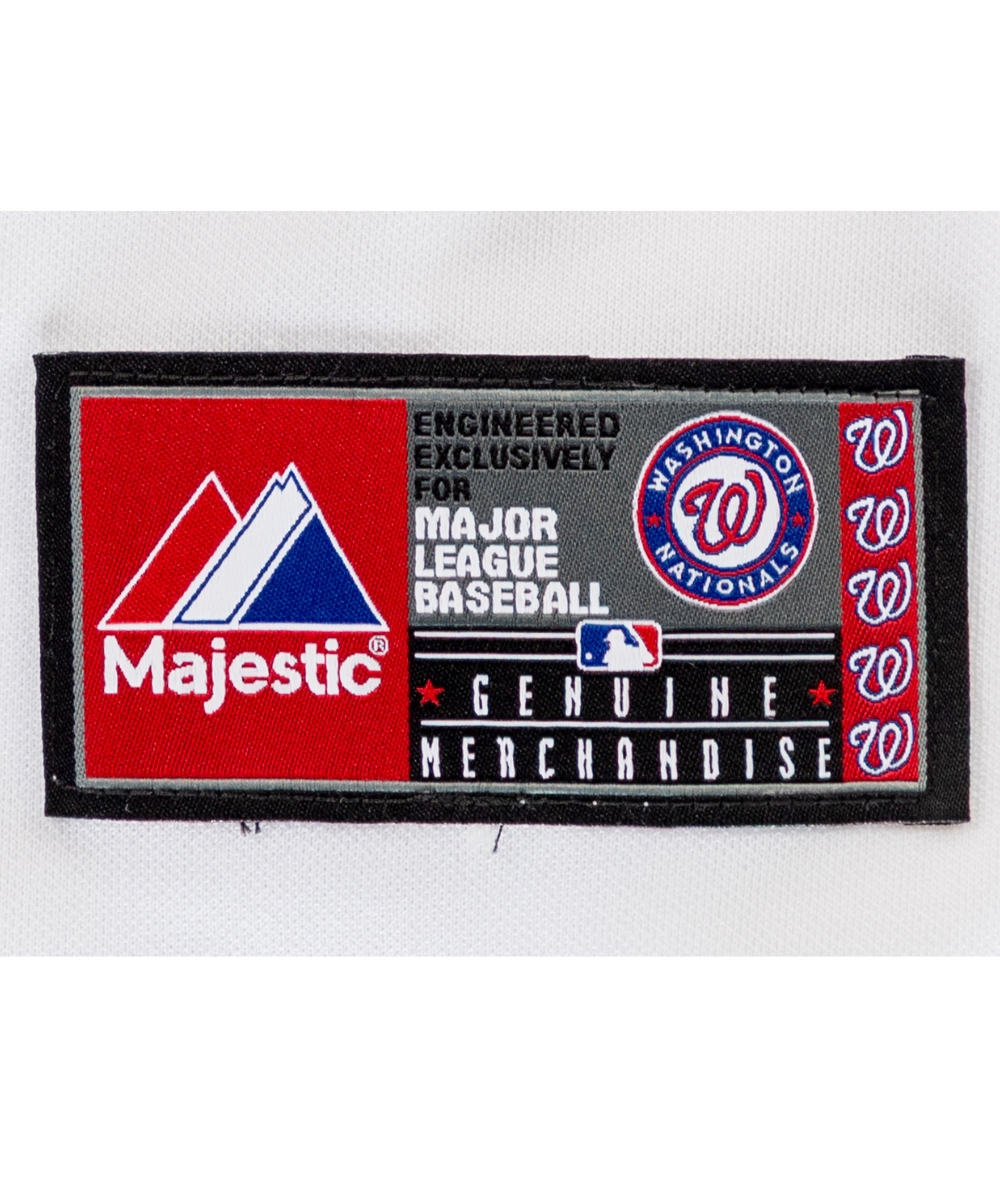 Majestic®
ENGINEERED
EXCLUSIVELY
FOR
MAJOR
LEAGUE
BASEBALL
WASHINGTON
W
NATIONALS
GENUINE
MERCHANDISE
W
W
W
W
W